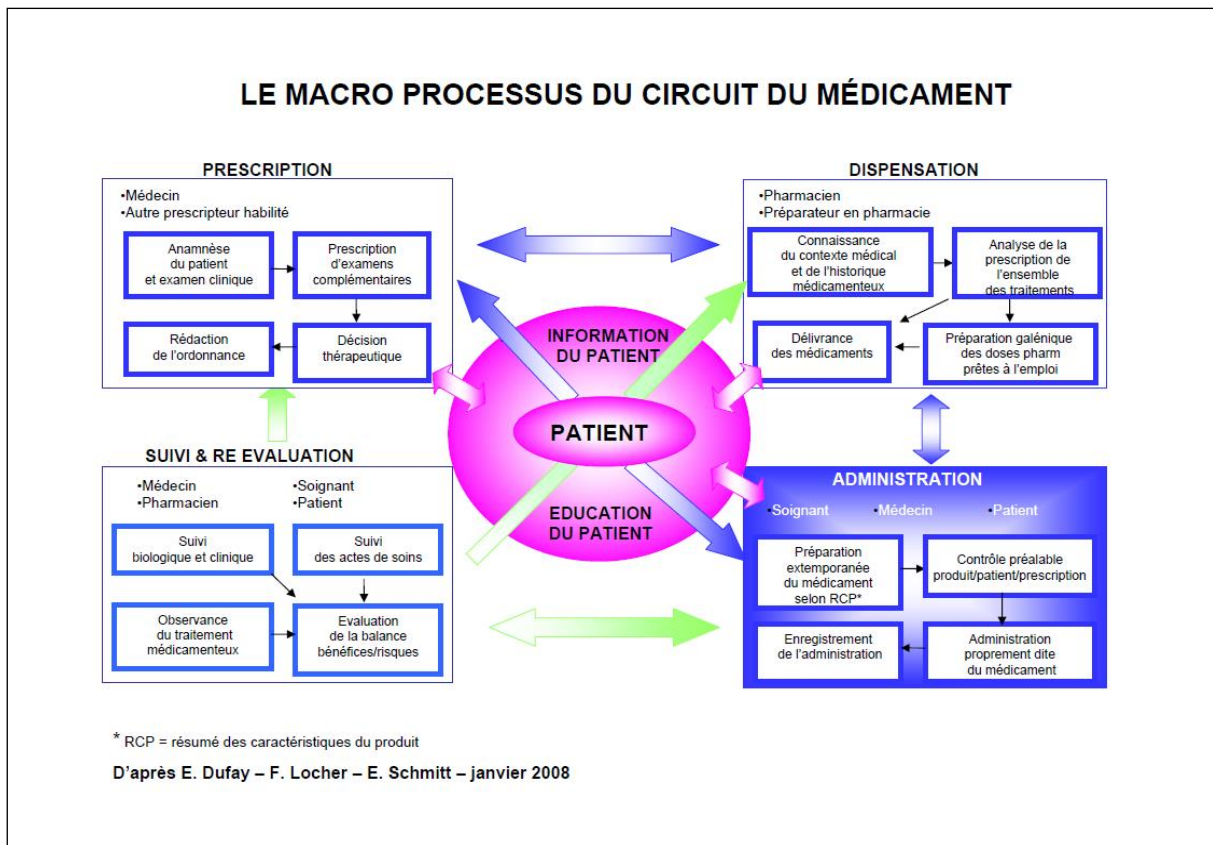 LE MACRO PROCESSUS DU CIRCUIT DU MÉDICAMENT
PRESCRIPTION
•Médecin
•Autre prescripteur habilité
Anamnèse
du patient
et examen clinique
Prescription
d'examens
complémentaires
Rédaction
de l'ordonnance
Décision
thérapeutique
DISPENSATION
•Pharmacien
•Préparateur en pharmacie
Connaissance
du contexte médical
et de l'historique
médicamenteux
Analyse de la
prescription de
l'ensemble
des traitements
Délivrance
des médicaments
Préparation galénique
des doses pharm
prêtes à l'emploi
INFORMATION
DU PATIENT
PATIENT
EDUCATION
DU PATIENT
SUIVI & RE EVALUATION
•Médecin
•Pharmacien
•Soignant
•Patient
Suivi
biologique et clinique
Suivi
des actes de soins
Observance
du traitement
médicamenteux
Evaluation
de la balance
bénéfices/risques
ADMINISTRATION
•Soignant
•Médecin
•Patient
Préparation
extemporanée
du médicament
selon RCP*
Contrôle préalable
produit/patient/prescription
Enregistrement
de l'administration
Administration
proprement dite
du médicament
* RCP = résumé des caractéristiques du produit
D'après E. Dufay – F. Locher – E. Schmitt – janvier 2008